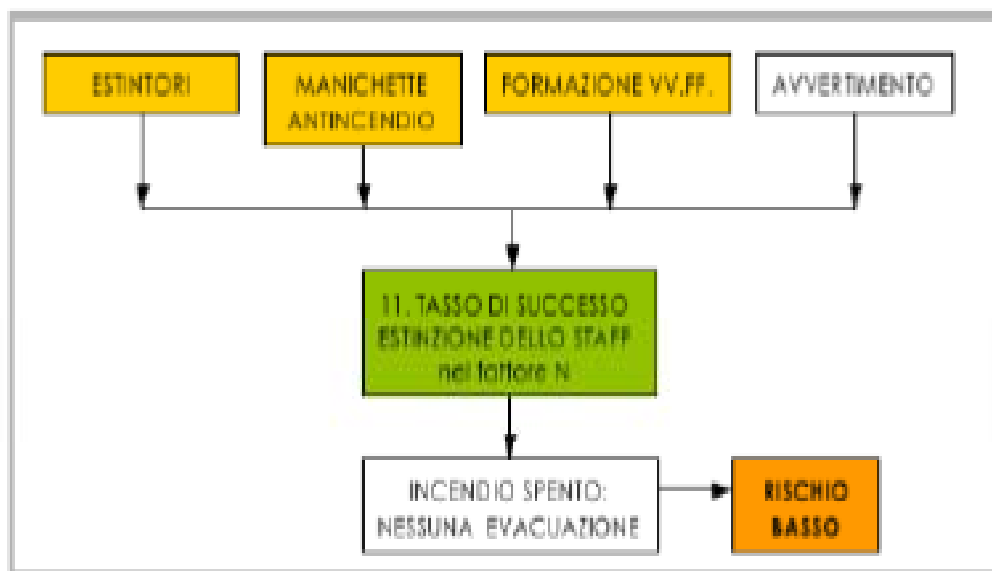 ESTINTORI
MANICHETTE
ANTINCENDIO
FORMAZIONE VV.FF.
AVVERTIMENTO
11. TASSO DI SUCCESSO
ESTINZIONE DELLO STAFF
nel fattore N
INCENDIO SPENTO:
NESSUNA EVACUAZIONE
RISCHIO
BASSO